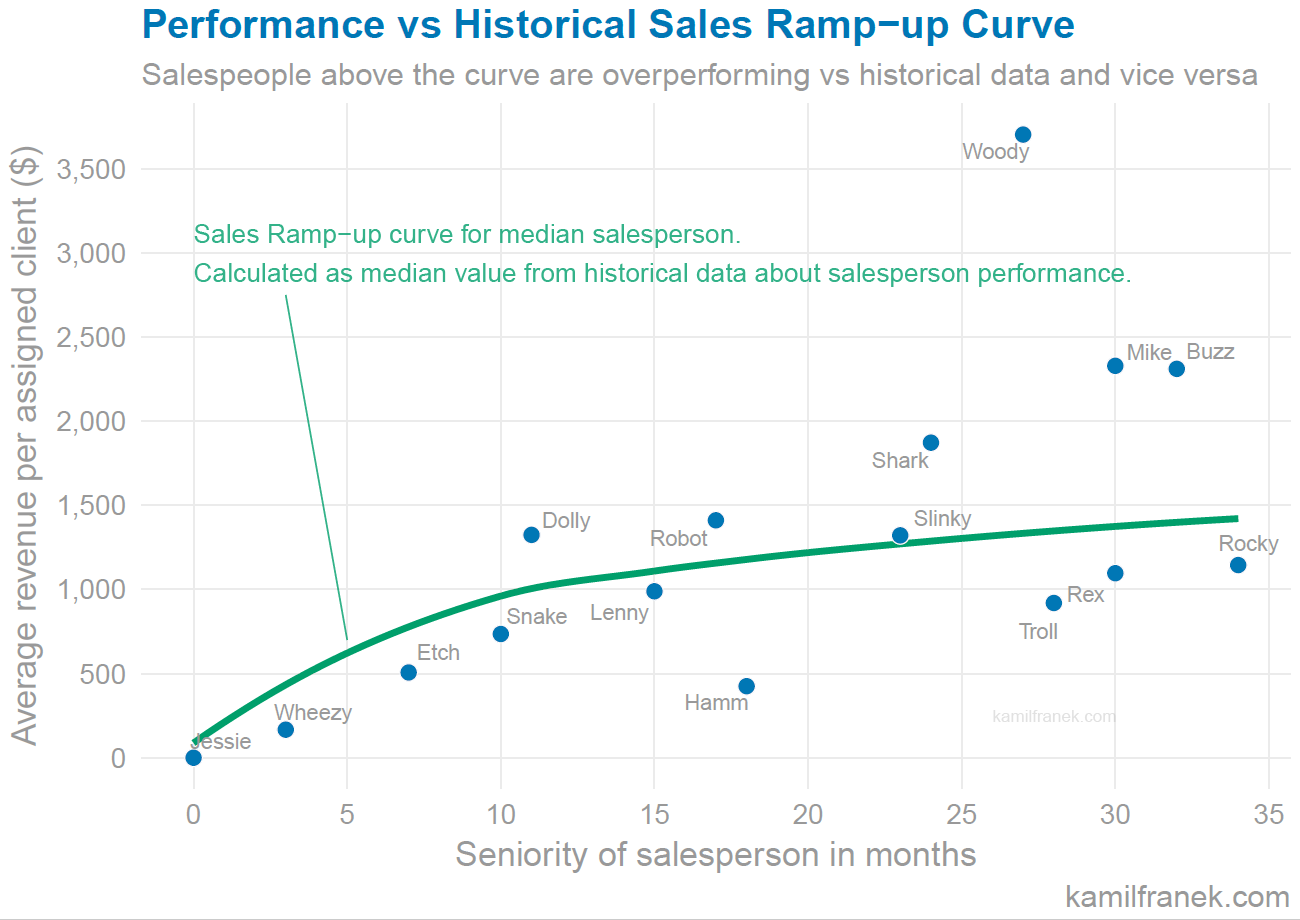 Performance vs Historical Sales Ramp−up Curve
Salespeople above the curve are overperforming vs historical data and vice versa
Average revenue per assigned client ($)
3,500
3,000
2,500
2,000
1,500
1,000
500
0
Sales Ramp−up curve for median salesperson.
Calculated as median value from historical data about salesperson performance.
Woody
Mike
Buzz
Shark
Slinky
Dolly
Robot
Rocky
Rex
Lenny
Snake
Troll
Etch
Hamm
Wheezy
kamilfranek.com
Jessie
0
5
10
15
20
25
30
35
Seniority of salesperson in months
kamilfranek.com